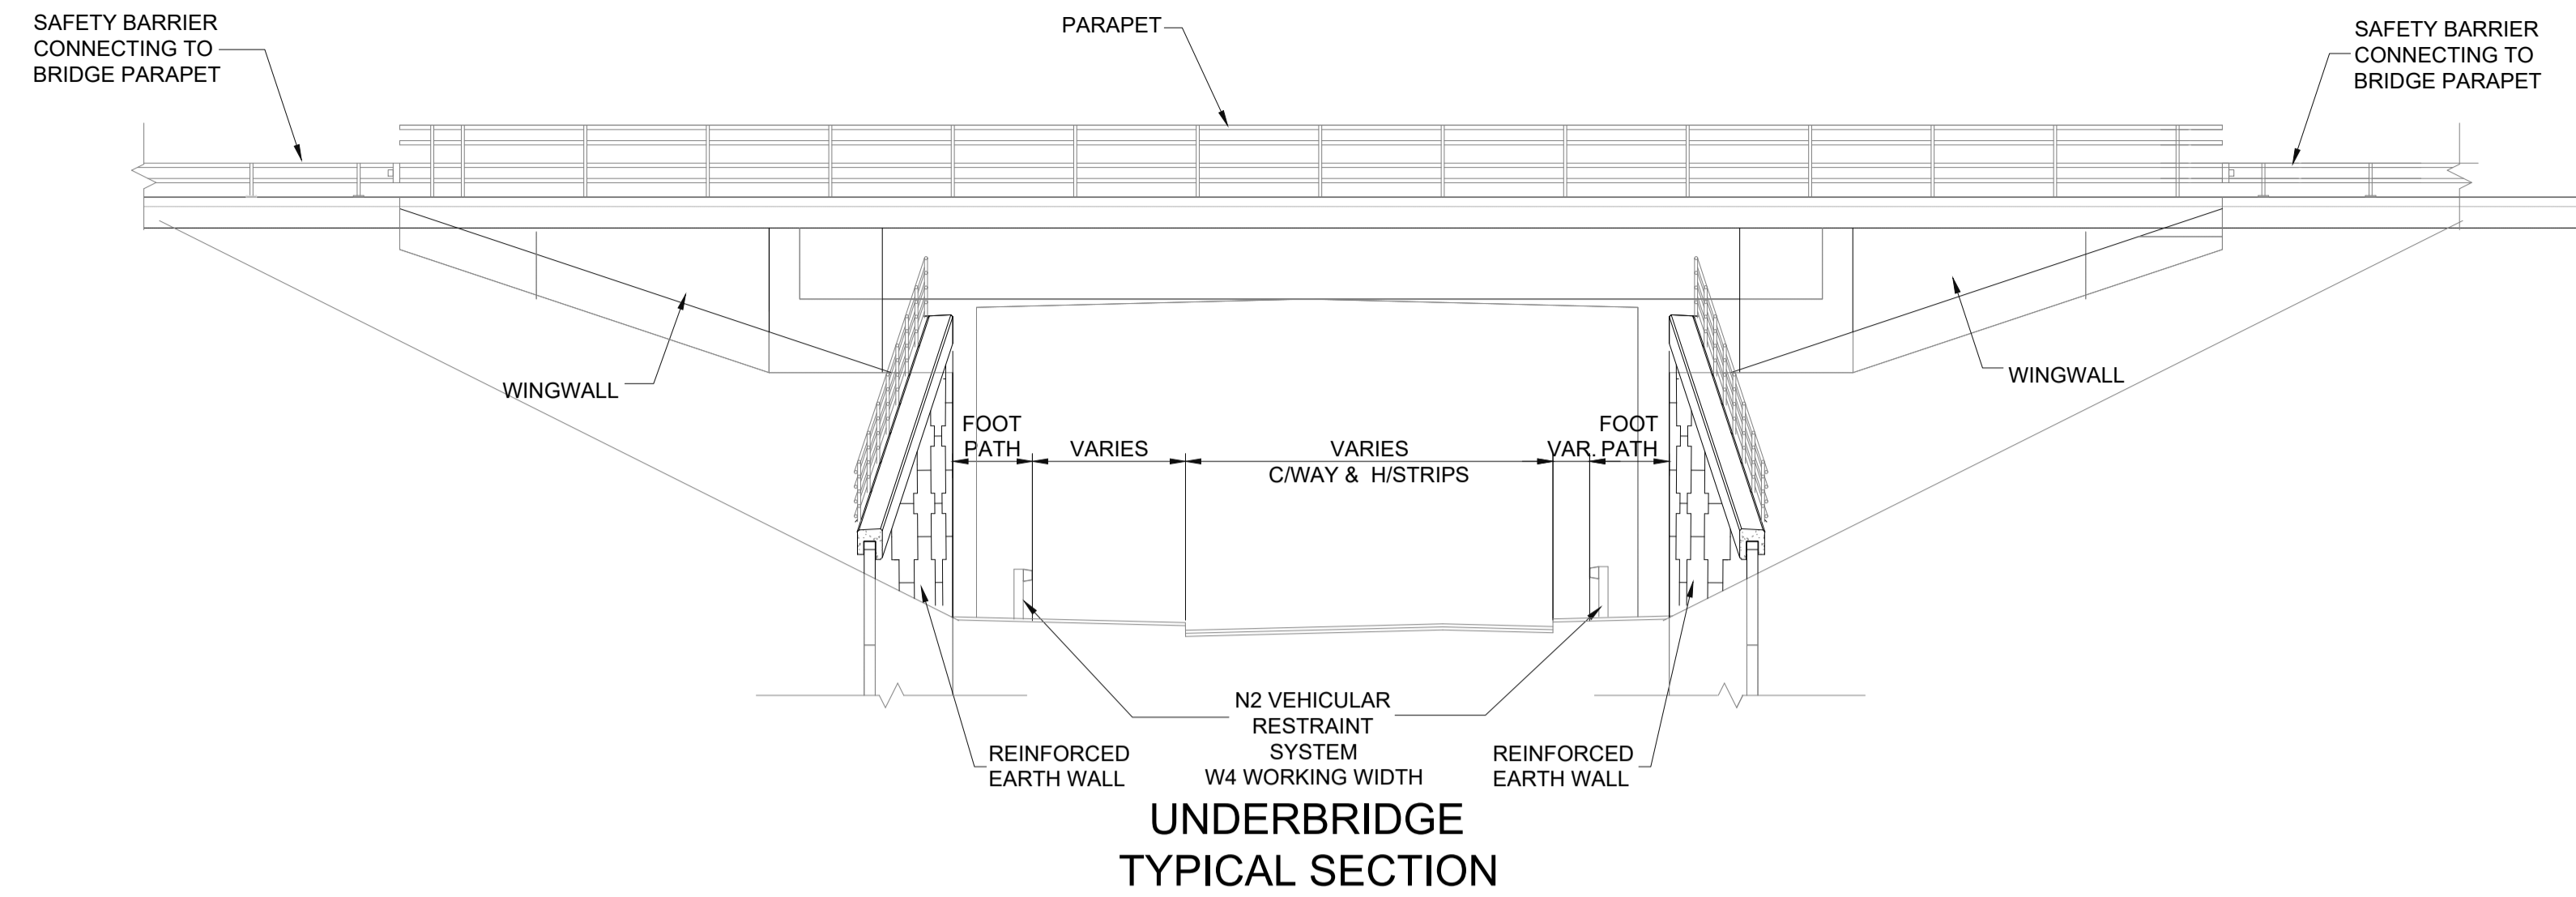 SAFETY BARRIER
CONNECTING TO
BRIDGE PARAPET
PARAPET
SAFETY BARRIER
CONNECTING TO
BRIDGE PARAPET
WINGWALL
WINGWALL
FOOT
PATH
VARIES
VARIES
C/WAY & H/STRIPS
VAR.
FOOT
PATH
N2 VEHICULAR
RESTRAINT
SYSTEM
W4 WORKING WIDTH
REINFORCED
EARTH WALL
REINFORCED
EARTH WALL
UNDERBRIDGE
TYPICAL SECTION